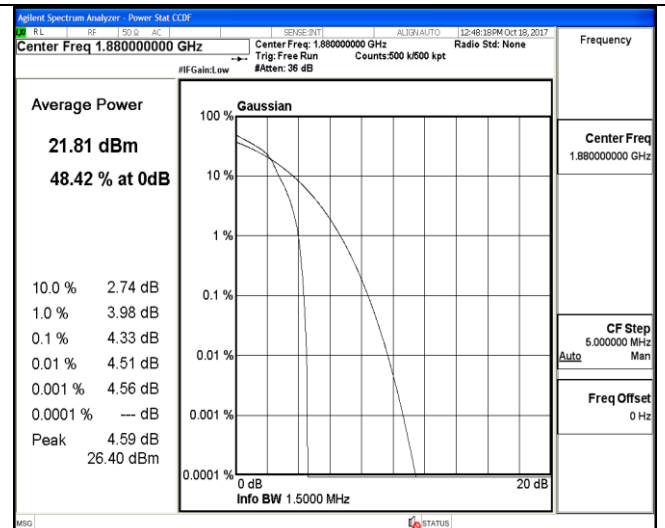 Agilent Spectrum Analyzer - Power Stat CCDF
RL RF 50 Ω AC SENSE:INT ALIGNAUTO 12:48:18PM Oct 18, 2017
Center Freq 1.880000000 GHz
Center Freq: 1.880000000 GHz
Radio Std: None
Trig: Free Run
Counts:500 k/500 kpt
#IFGain:Low
#Atten: 36 dB
Frequency
Average Power
21.81 dBm
48.42 % at 0dB
10.0 % 2.74 dB
1.0 % 3.98 dB
0.1 % 4.33 dB
0.01 % 4.51 dB
0.001 % 4.56 dB
0.0001 % --- dB
Peak 4.59 dB
26.40 dBm
Gaussian
100 %
10 %
1 %
0.1 %
0.01 %
0.001 %
0.0001 %
0 dB
20 dB
Info BW 1.5000 MHz
Center Freq
1.880000000 GHz
CF Step
5.000000 MHz
Auto Man
Freq Offset
0 Hz
MSG
STATUS